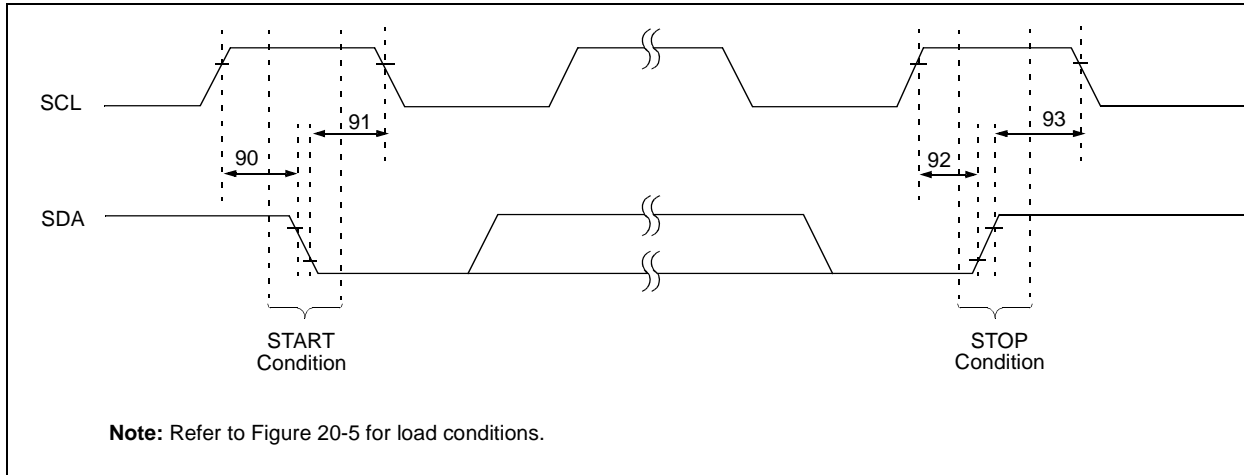 SCL
91
93
90
92
SDA
START
Condition
STOP
Condition
Note: Refer to Figure 20-5 for load conditions.